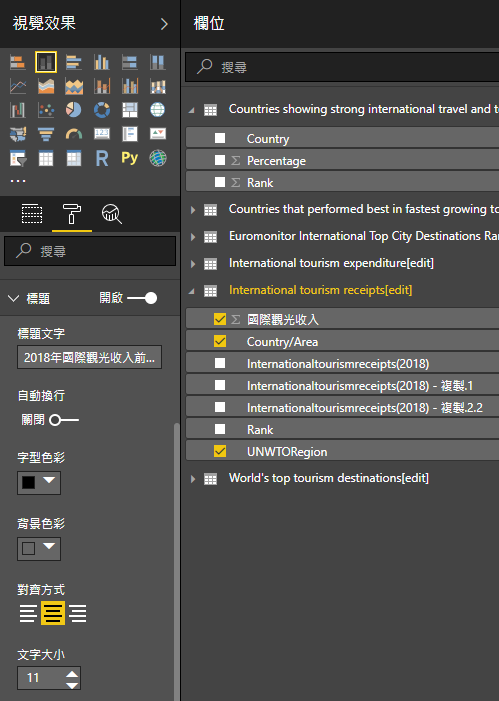 視覺效果
搜尋
標題
開啟
標題文字
2018年國際觀光收入前...
自動換行
關閉
字型色彩
背景色彩
對齊方式
文字大小
11
R
Py
123
欄位
搜尋
Countries showing strong international travel and to
Country
Percentage
Rank
Countries that performed best in fastest growing to
Euromonitor International Top City Destinations Ra
International tourism expenditure[edit]
International tourism receipts[edit]
國際觀光收入
Country/Area
Internationaltourismreceipts(2018)
Internationaltourismreceipts(2018) - 複製.1
Internationaltourismreceipts(2018) - 複製.2.2
Rank
UNWTORegion
World's top tourism destinations[edit]